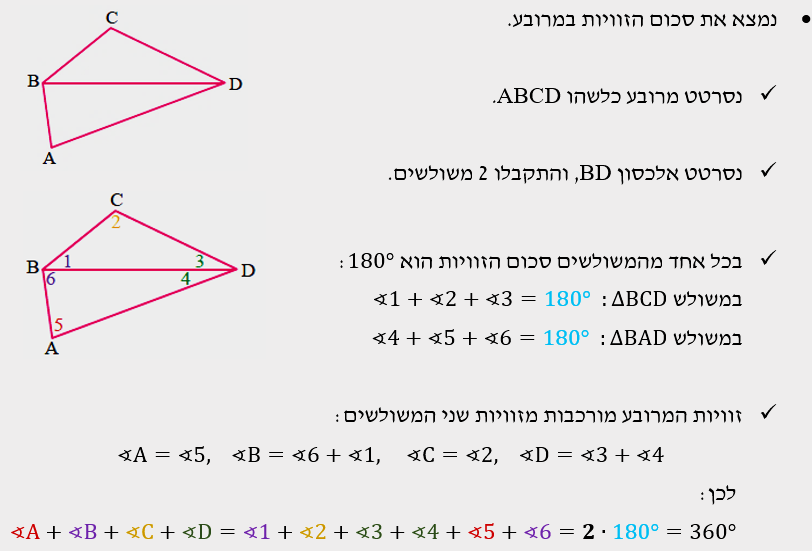 • נמצא את סכום הזוויות במרובע.
C
B
D
A
✓ נסרטט מרובע כלשהו ABCD.
✓ נסרטט אלכסון BD, והתקבלו 2 משולשים.
C
2
B
1
3
D
6
4
5
A
✓ בכל אחד מהמשולשים סכום הזוויות הוא 180°:
במשולש ΔBCD: ∢1 + ∢2 + ∢3 = 180°
במשולש ΔBAD: ∢4 + ∢5 + ∢6 = 180°
✓ זוויות המרובע מורכבות מזוויות שני המשולשים:
∢A = ∢5, ∢B = ∢6 + ∢1, ∢C = ∢2, ∢D = ∢3 + ∢4
לכן:
∢A + ∢B + ∢C + ∢D = ∢1 + ∢2 + ∢3 + ∢4 + ∢5 + ∢6 = 2 · 180° = 360°